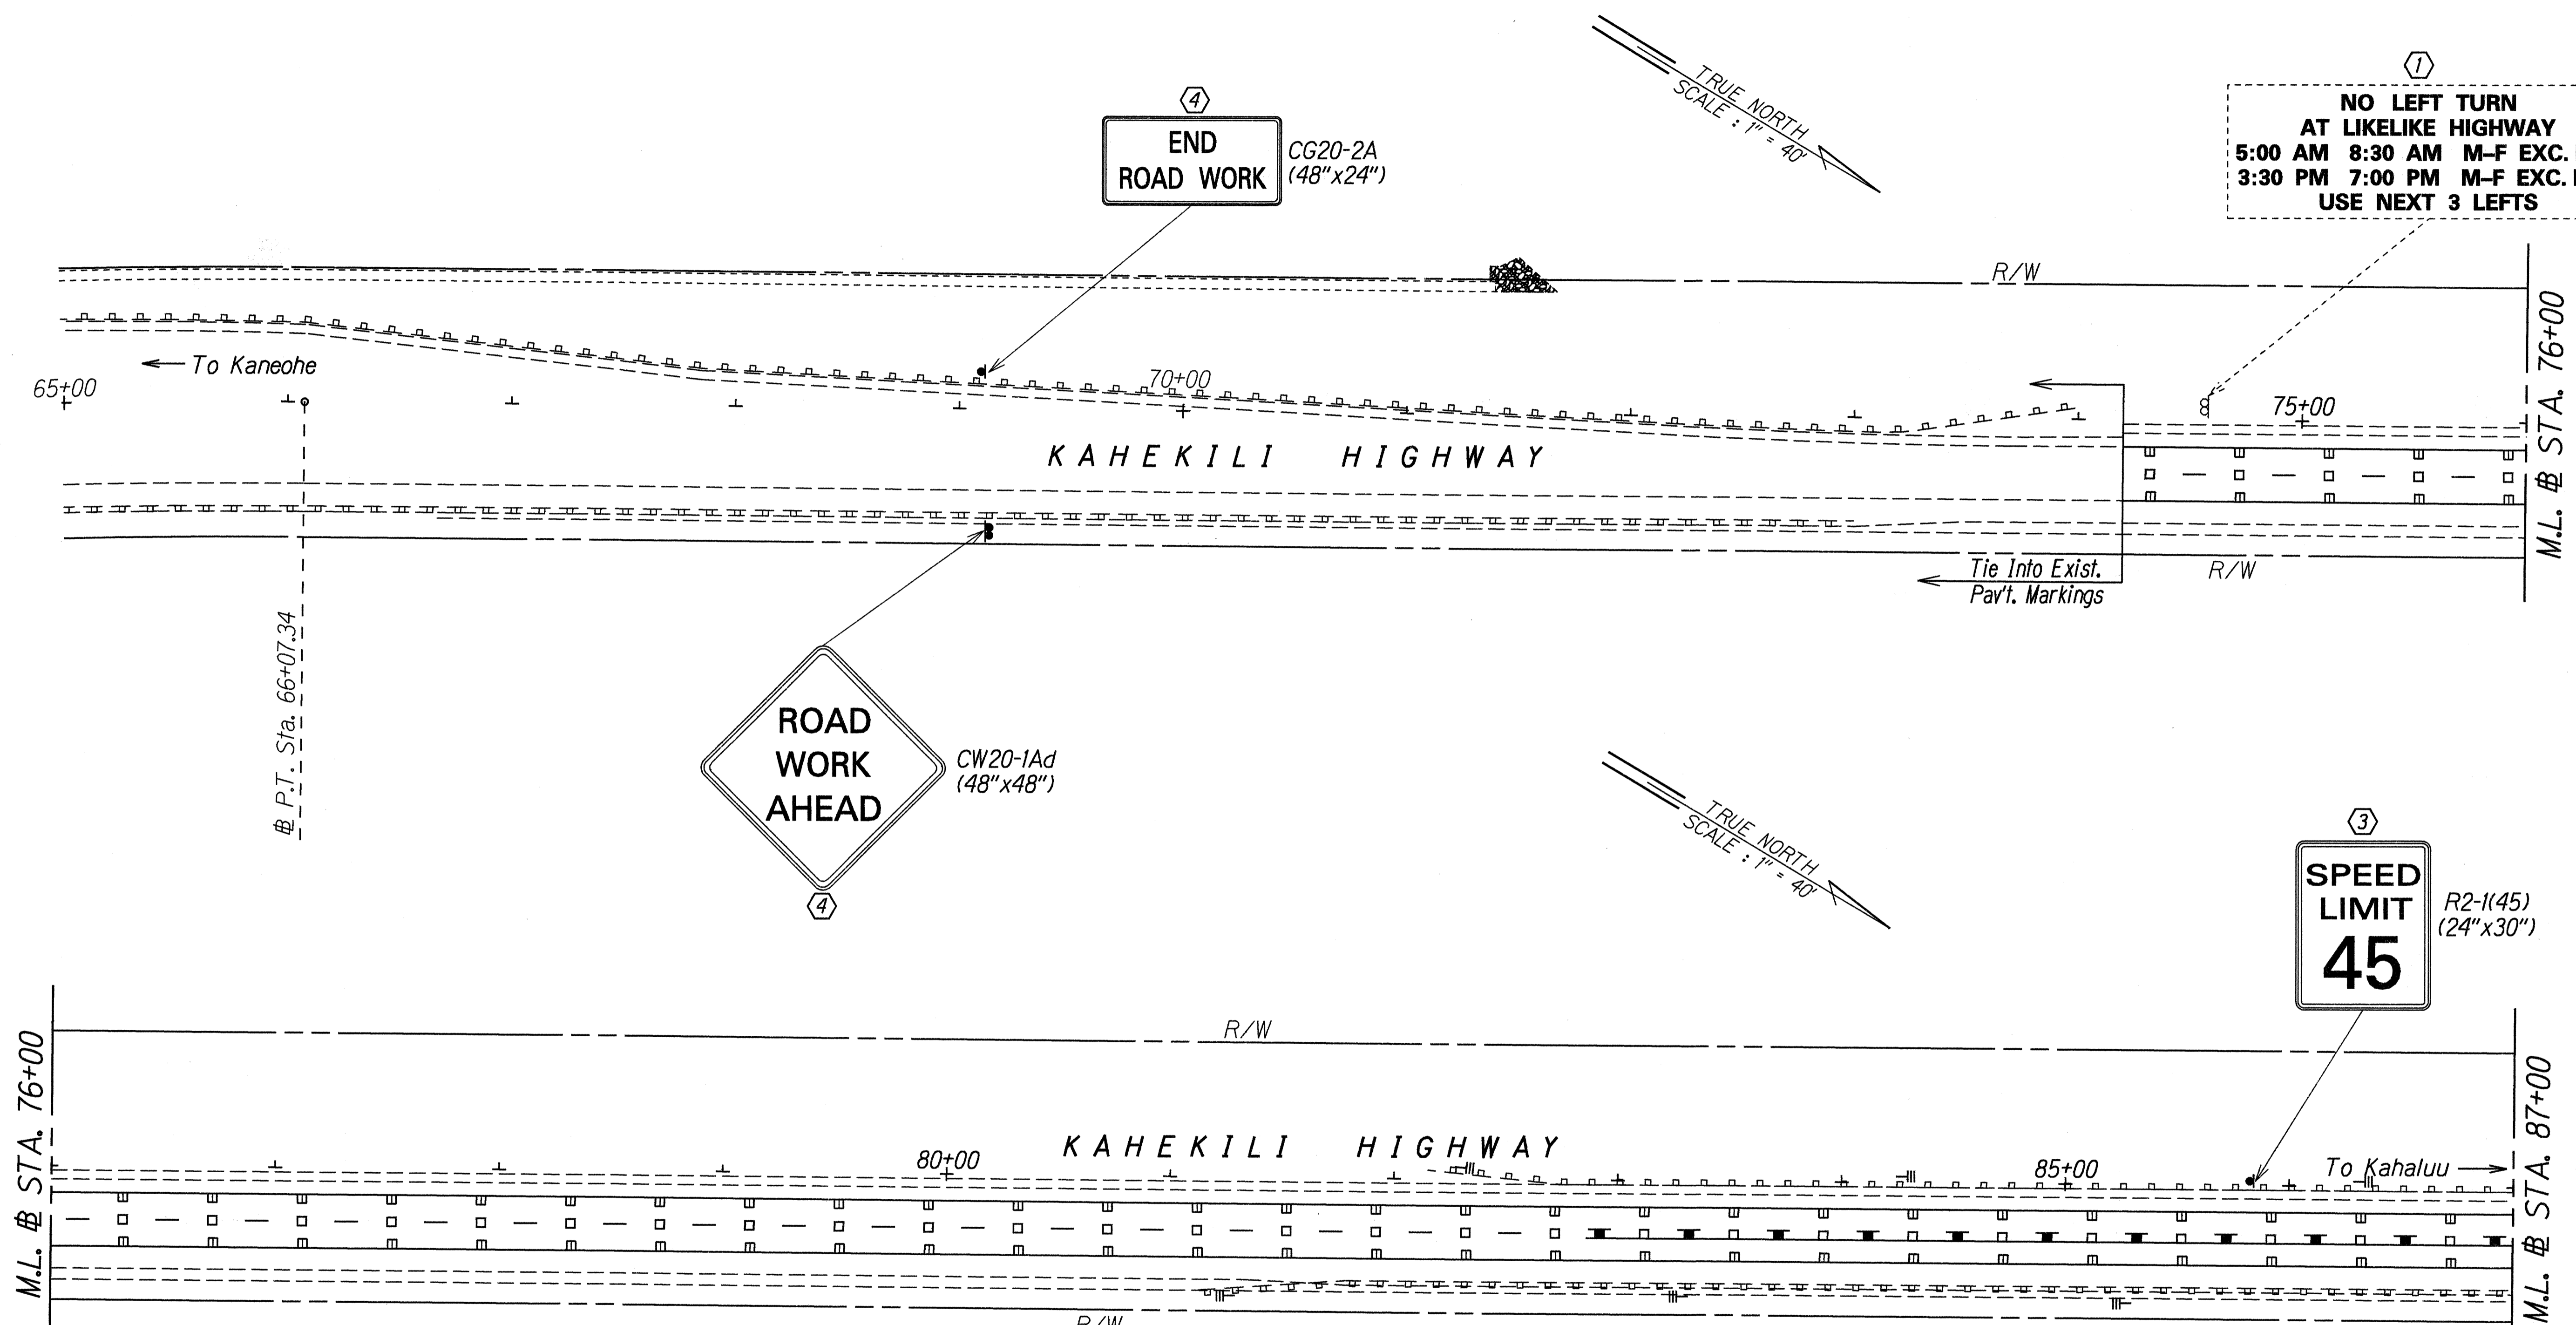 TRUE NORTH
SCALE : 1" = 40'
1
NO LEFT TURN
AT LIKELIKE HIGHWAY
5:00 AM 8:30 AM M–F EXC.
3:30 PM 7:00 PM M–F EXC.
USE NEXT 3 LEFTS
4
END
ROAD WORK
CG20-2A
(48"x24")
R/W
To Kaneohe
65+00
70+00
75+00
M.L. B STA. 76+00
KAHEKILI HIGHWAY
Tie Into Exist.
Pav't. Markings
R/W
B P.T. Sta. 66+07.34
ROAD
WORK
AHEAD
CW20-1Ad
(48"x48")
4
TRUE NORTH
SCALE : 1" = 40'
3
SPEED
LIMIT
45
R2-1(45)
(24"x30")
R/W
M.L. B STA. 76+00
KAHEKILI HIGHWAY
80+00
85+00
To Kahaluu
M.L. B STA. 87+00
R/W